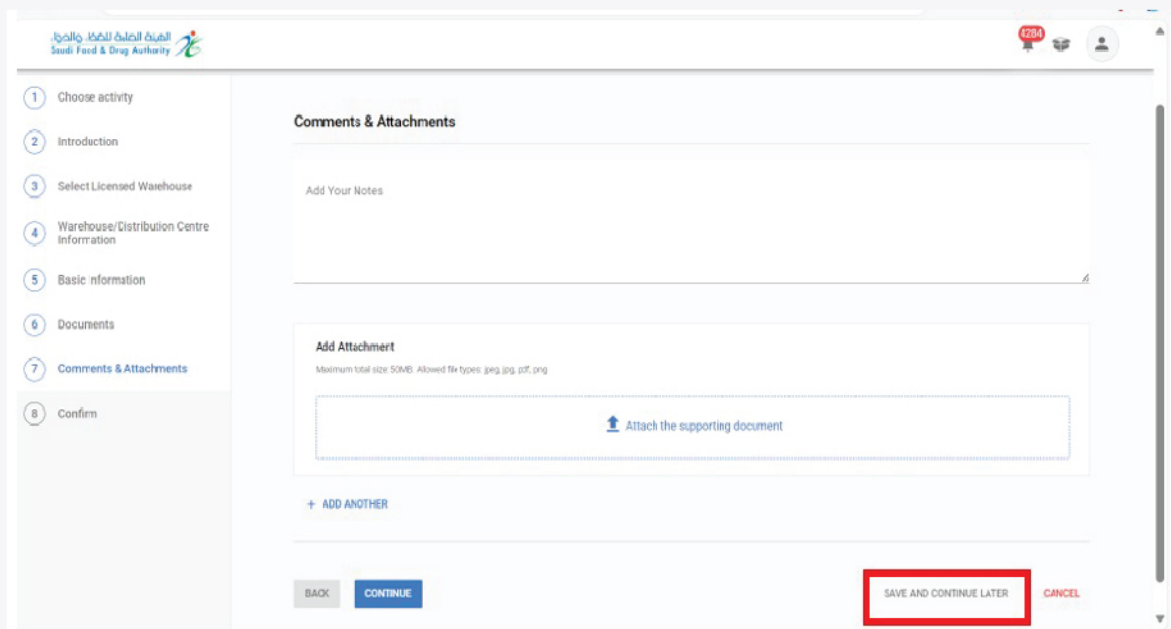 الهيئة العامة للغذاء والدواء
Saudi Food & Drug Authority
4284
1 Choose activity
2 Introduction
3 Select Licensed Warehouse
4 Warehouse/Distribution Centre
Information
5 Basic Information
6 Documents
7 Comments & Attachments
8 Confirm
Comments & Attachments
Add Your Notes
Add Attachment
Maximum total size: 50MB. Allowed file types: jpeg, jpg, pdf, png
Attach the supporting document
+ ADD ANOTHER
BACK
CONTINUE
SAVE AND CONTINUE LATER
CANCEL